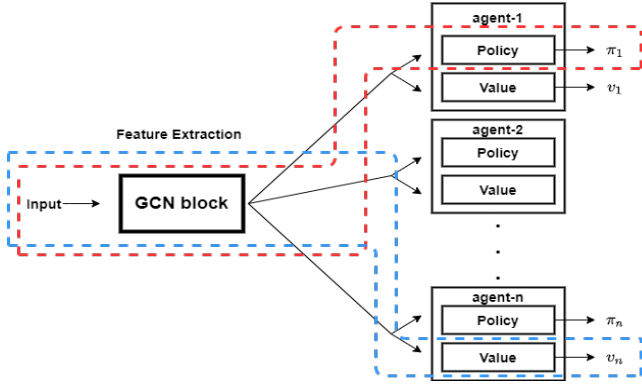 agent-1
Policy
π₁
Value
v₁
Feature Extraction
agent-2
Policy
Input
GCN block
Value
agent-n
Policy
πₙ
Value
vₙ